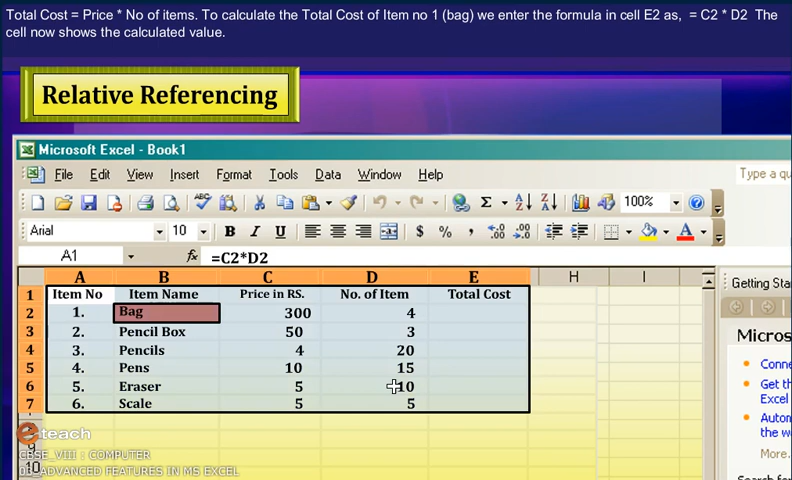 Total Cost = Price * No of items. To calculate the Total Cost of Item no 1 (bag) we enter the formula in cell E2 as,  = C2 * D2  The
cell now shows the calculated value.
Relative Referencing
Microsoft Excel - Book1
File Edit View Insert Format Tools Data Window Help Type a qu
100%
Arial 10 B I U $ % ,
A1 fx =C2*D2
A B C D E H I
Getting Sta
1 Item No Item Name Price in RS. No. of Item Total Cost
2 1. Bag 300 4
3 2. Pencil Box 50 3
4 3. Pencils 4 20
5 4. Pens 10 15
6 5. Eraser 5 10
7 6. Scale 5 5
Micros
Conne
Get th
Excel
Autom
the w
More.
e-teach
9
CBSE_VIII : COMPUTER
10
ADVANCED FEATURES IN MS EXCEL
Search for